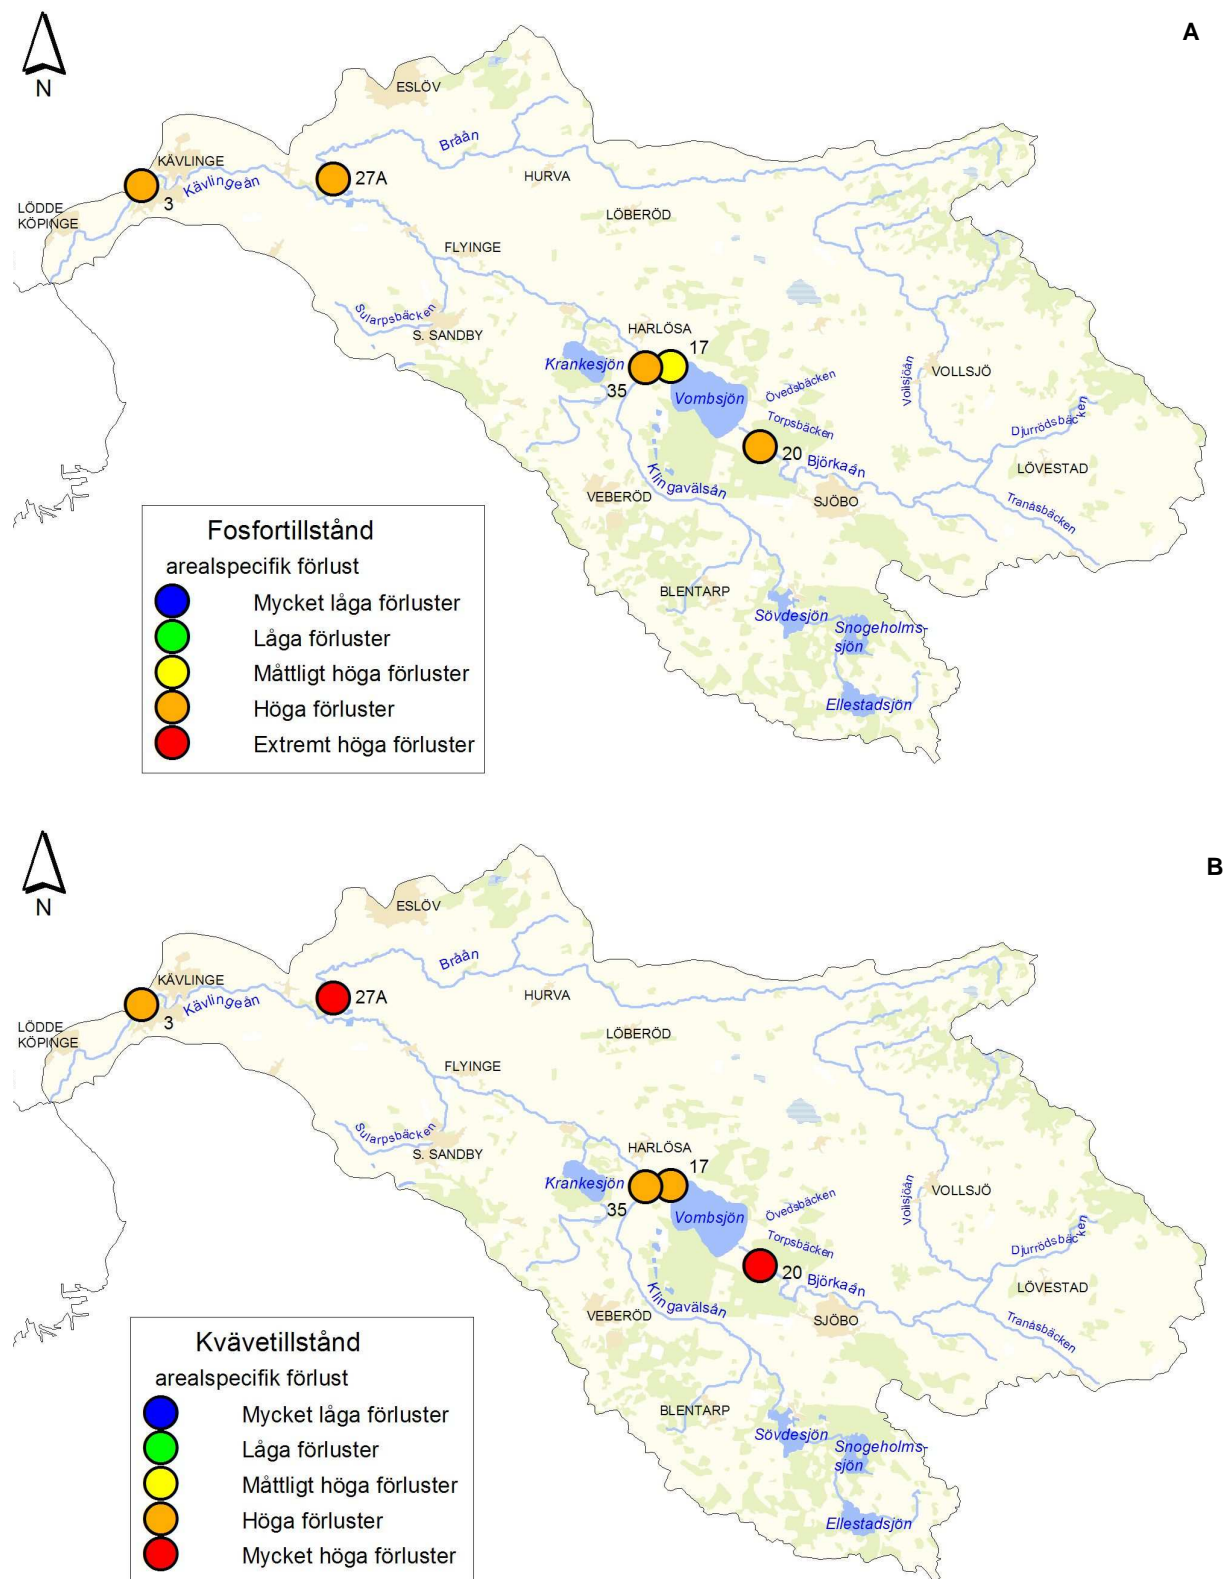 A
N
ESLÖV
Bråån
KÄVLINGE
Kävlingeån
27A
HURVA
3
LÖDDE
KÖPINGE
LÖBERÖD
FLYINGE
Sularpsbäcken
S. SANDBY
HARLÖSA
17
Krankesjön
35
Vombsjön
Övedsbäcken
Torpsbäcken
Vollsjöån
VOLLSJÖ
Djurrödsbäcken
20
Björkaån
LÖVESTAD
Klingavälsån
VEBERÖD
SJÖBO
Tranåsbäcken
BLENTARP
Sövdesjön
Snogeholms-
sjön
Ellestadsjön
Fosfortillstånd
arealspecifik förlust
Mycket låga förluster
Låga förluster
Måttligt höga förluster
Höga förluster
Extremt höga förluster
B
N
ESLÖV
Bråån
KÄVLINGE
Kävlingeån
27A
HURVA
3
LÖDDE
KÖPINGE
LÖBERÖD
FLYINGE
Sularpsbäcken
S. SANDBY
HARLÖSA
17
Krankesjön
35
Vombsjön
Övedsbäcken
Torpsbäcken
Vollsjöån
VOLLSJÖ
Djurrödsbäcken
20
Björkaån
LÖVESTAD
Klingavälsån
VEBERÖD
SJÖBO
Tranåsbäcken
BLENTARP
Sövdesjön
Snogeholms-
sjön
Ellestadsjön
Kvävetillstånd
arealspecifik förlust
Mycket låga förluster
Låga förluster
Måttligt höga förluster
Höga förluster
Mycket höga förluster